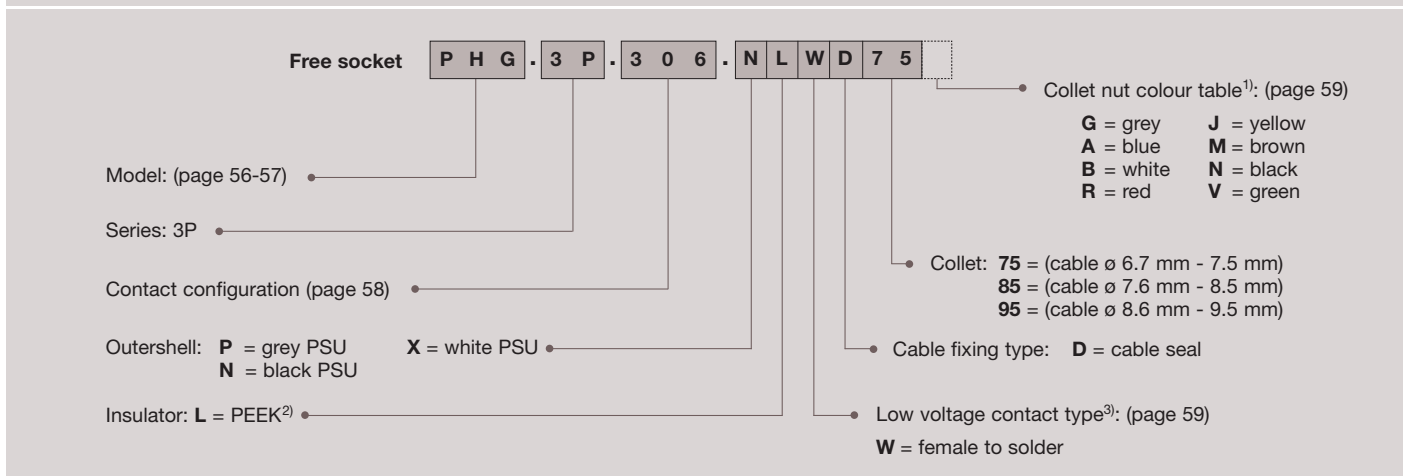 Free socket P H G . 3 P . 3 0 6 . N L W D 7 5
Collet nut colour table1): (page 59)
G = grey J = yellow
A = blue M = brown
B = white N = black
R = red V = green
Model: (page 56-57)
Series: 3P
Collet: 75 = (cable ø 6.7 mm - 7.5 mm)
85 = (cable ø 7.6 mm - 8.5 mm)
95 = (cable ø 8.6 mm - 9.5 mm)
Contact configuration (page 58)
Outershell: P = grey PSU X = white PSU
N = black PSU
Cable fixing type: D = cable seal
Insulator: L = PEEK2)
Low voltage contact type3): (page 59)
W = female to solder